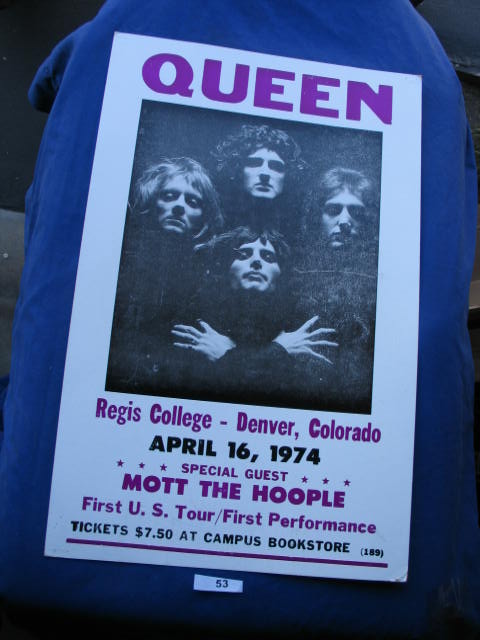 QUEEN
Regis College - Denver, Colorado
APRIL 16, 1974
★ ★ ★ SPECIAL GUEST ★ ★ ★
MOTT THE HOOPLE
First U. S. Tour/First Performance
TICKETS $7.50 AT CAMPUS BOOKSTORE (189)
53